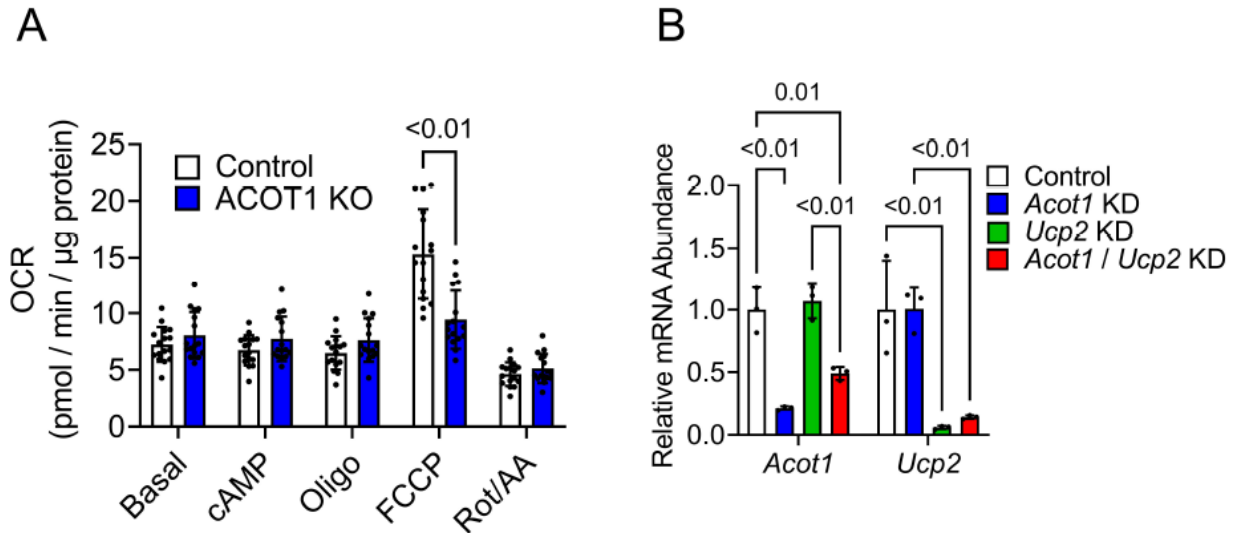 A
OCR
(pmol / min / µg protein)
25
20
15
10
5
0
Control
ACOT1 KO
<0.01
Basal
cAMP
Oligo
FCCP
Rot/AA
B
Relative mRNA Abundance
2.0
1.5
1.0
0.5
0.0
0.01
<0.01
<0.01
<0.01
<0.01
Control
Acot1 KD
Ucp2 KD
Acot1 / Ucp2 KD
Acot1
Ucp2